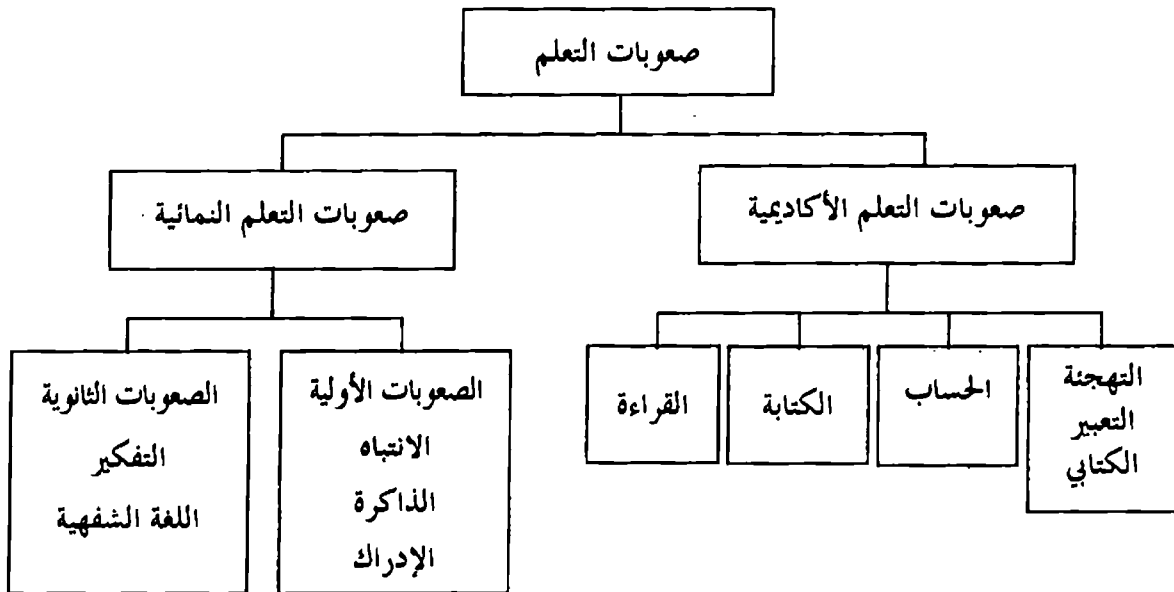 صعوبات التعلم
صعوبات التعلم الأكاديمية
صعوبات التعلم النمائية
التهجئة
التعبير
الكتابي
الحساب
الكتابة
القراءة
الصعوبات الأولية
الانتباه
الذاكرة
الإدراك
الصعوبات الثانوية
التفكير
اللغة الشفهية